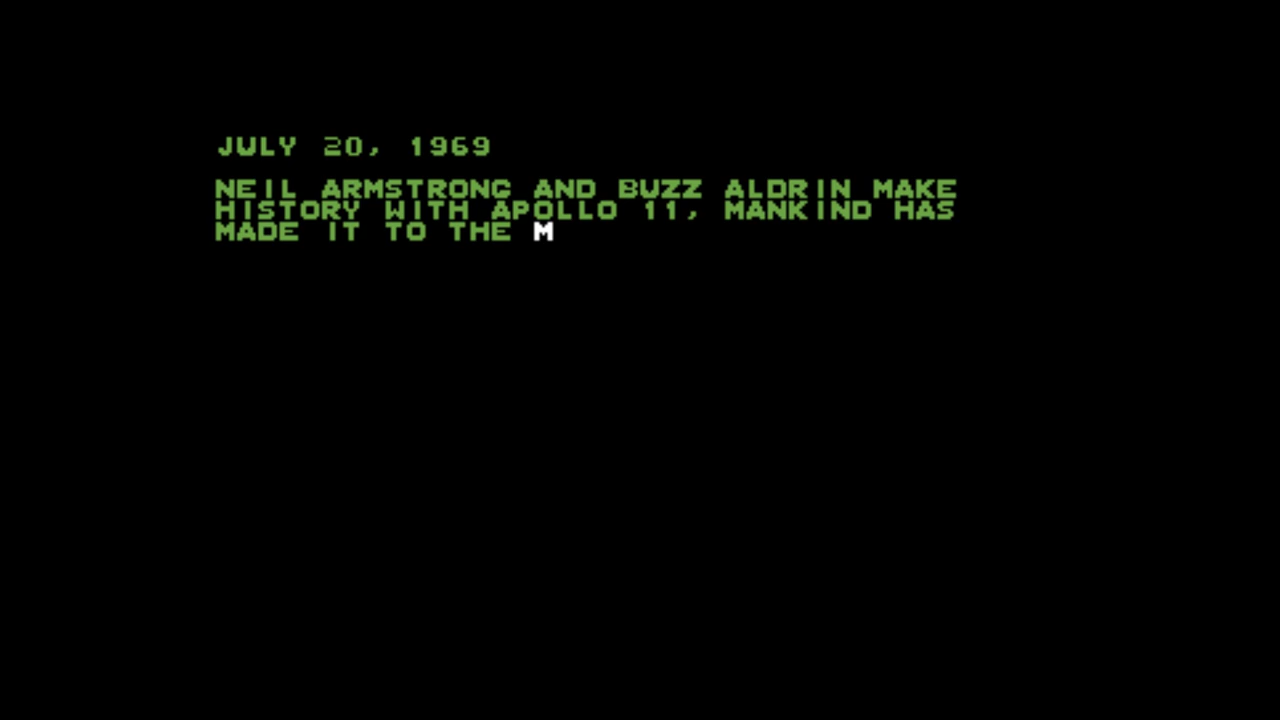 JULY 20, 1969
NEIL ARMSTRONG AND BUZZ ALDRIN MAKE
HISTORY WITH APOLLO 11, MANKIND HAS
MADE IT TO THE M